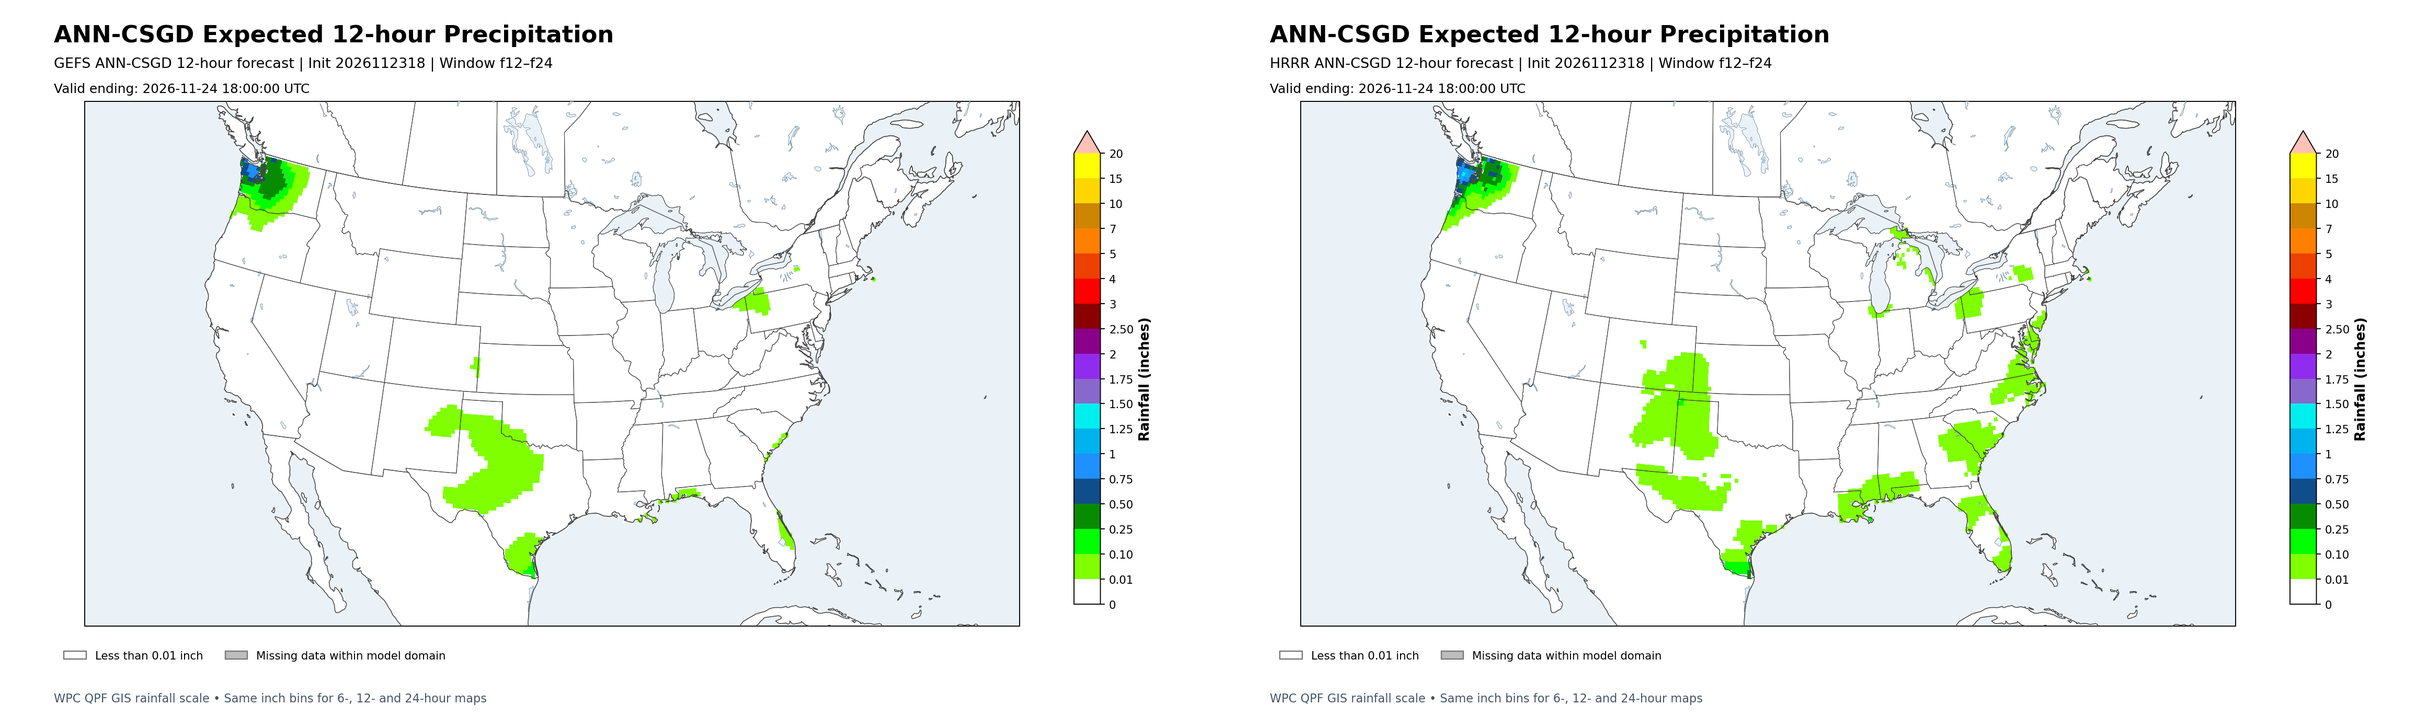 ANN-CSGD Expected 12-hour Precipitation
GEFS ANN-CSGD 12-hour forecast | Init 2026112318 | Window f12–f24
Valid ending: 2026-11-24 18:00:00 UTC
20
15
10
7
5
4
3
2.50
2
1.75
1.50
1.25
1
0.75
0.50
0.25
0.10
0.01
0
Rainfall (inches)
Less than 0.01 inch
Missing data within model domain
WPC QPF GIS rainfall scale • Same inch bins for 6-, 12- and 24-hour maps
ANN-CSGD Expected 12-hour Precipitation
HRRR ANN-CSGD 12-hour forecast | Init 2026112318 | Window f12–f24
Valid ending: 2026-11-24 18:00:00 UTC
20
15
10
7
5
4
3
2.50
2
1.75
1.50
1.25
1
0.75
0.50
0.25
0.10
0.01
0
Rainfall (inches)
Less than 0.01 inch
Missing data within model domain
WPC QPF GIS rainfall scale • Same inch bins for 6-, 12- and 24-hour maps